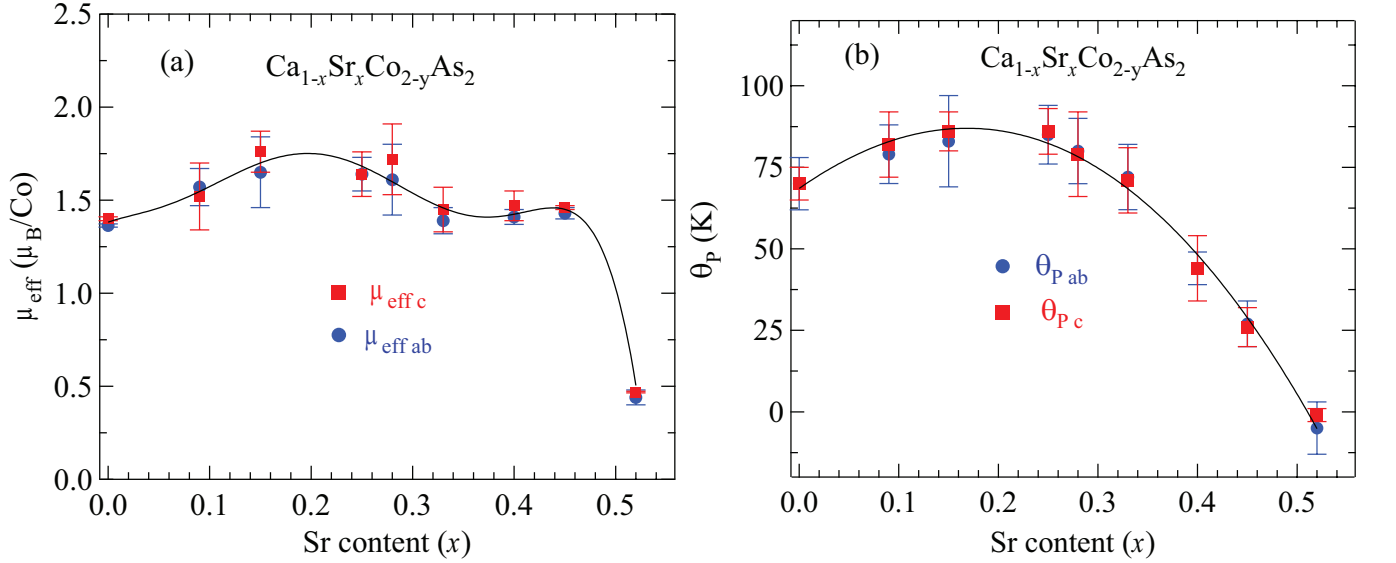 (a)
Ca1-xSrxCo2-yAs2
2.5
2.0
1.5
1.0
0.5
0.0
μeff (μB/Co)
μeff c
μeff ab
0.0 0.1 0.2 0.3 0.4 0.5
Sr content (x)
(b)
Ca1-xSrxCo2-yAs2
100
75
50
25
0
θP (K)
θP ab
θP c
0.0 0.1 0.2 0.3 0.4 0.5
Sr content (x)